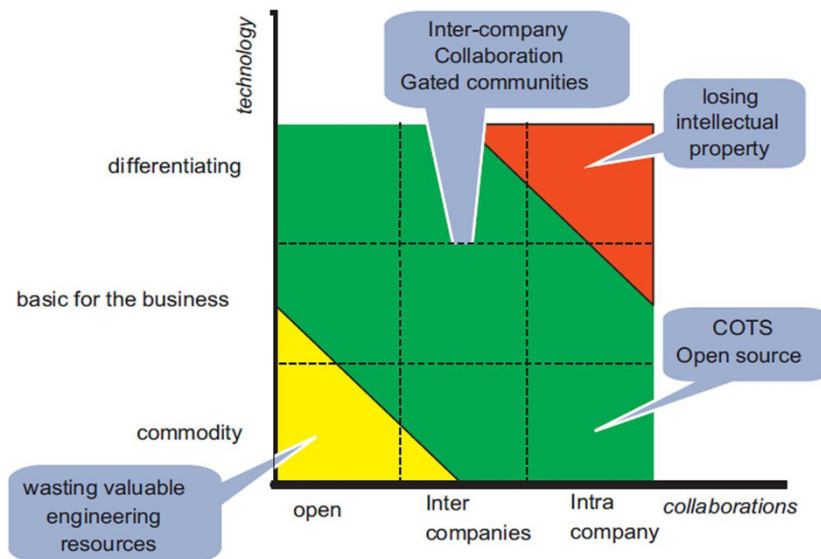 technology
Inter-company
Collaboration
Gated communities
losing
intellectual
property
differentiating
basic for the business
COTS
Open source
commodity
wasting valuable
engineering
resources
open
Inter
companies
Intra
company
collaborations